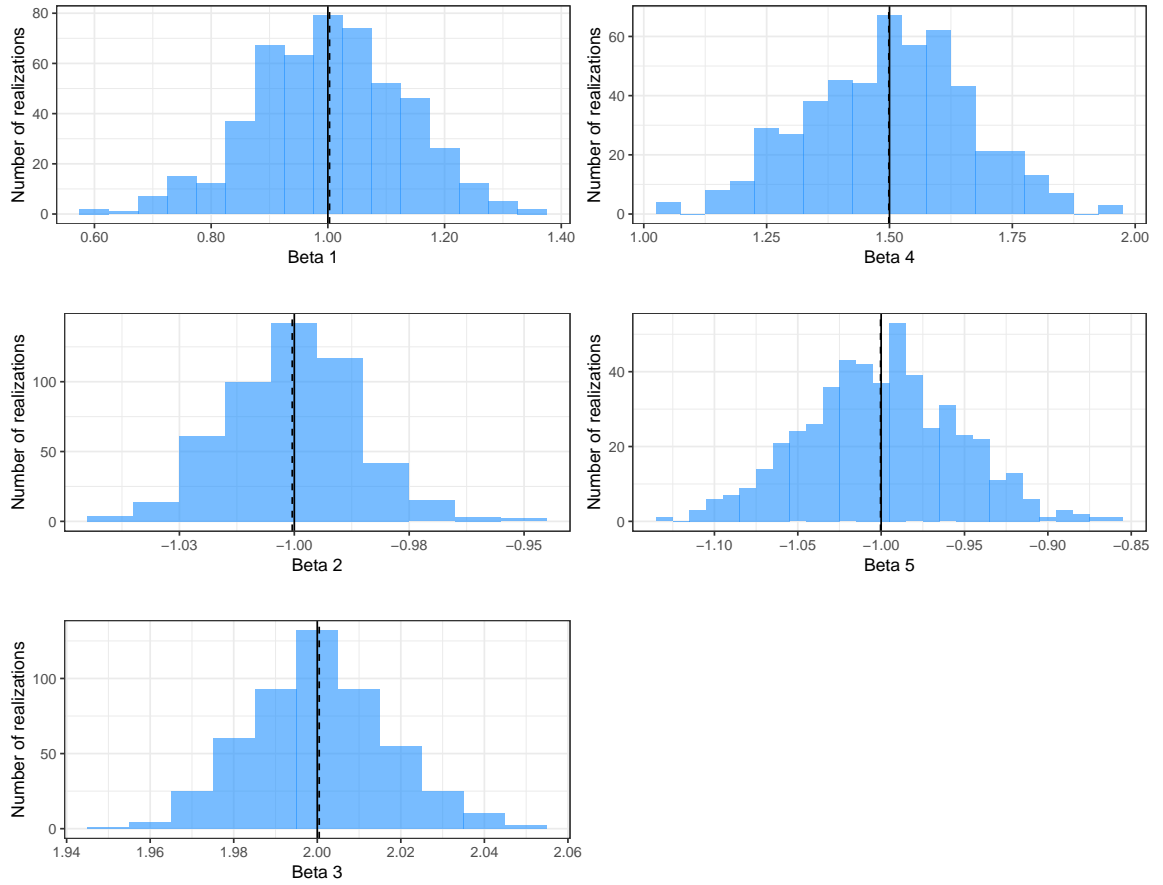 Number of realizations
80
60
40
20
0
0.60 0.80 1.00 1.20 1.40
Beta 1
Number of realizations
60
40
20
0
1.00 1.25 1.50 1.75 2.00
Beta 4
Number of realizations
100
50
0
−1.03 −1.00 −0.98 −0.95
Beta 2
Number of realizations
40
20
0
−1.10 −1.05 −1.00 −0.95 −0.90 −0.85
Beta 5
Number of realizations
100
50
0
1.94 1.96 1.98 2.00 2.02 2.04 2.06
Beta 3